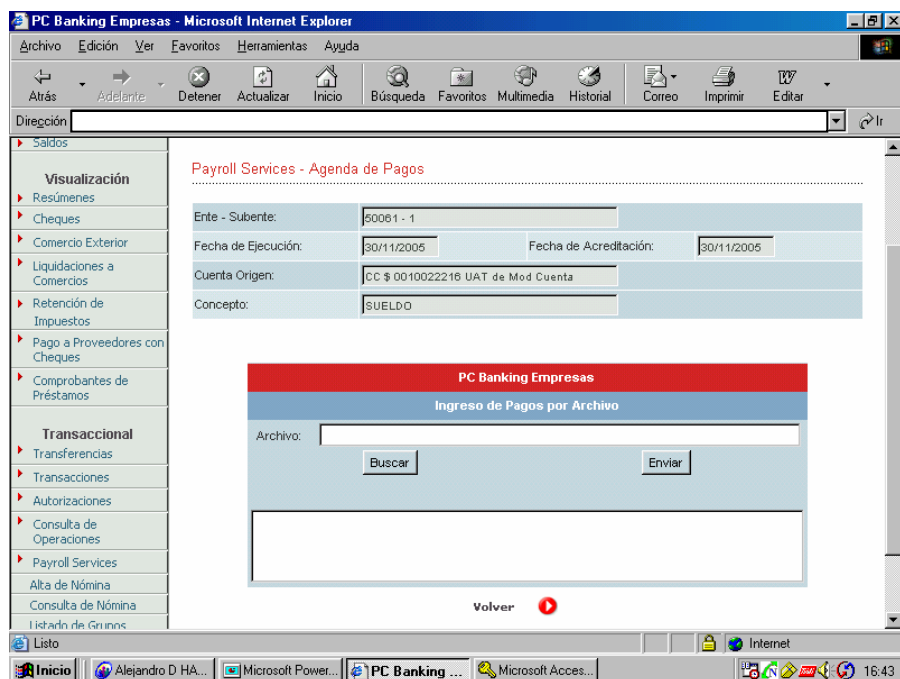 PC Banking Empresas - Microsoft Internet Explorer
Archivo Edición Ver Favoritos Herramientas Ayuda
Atrás Adelante Detener Actualizar Inicio Búsqueda Favoritos Multimedia Historial Correo Imprimir Editar
Dirección Ir
Saldos
Visualización
Resúmenes
Cheques
Comercio Exterior
Liquidaciones a
Comercios
Retención de
Impuestos
Pago a Proveedores con
Cheques
Comprobantes de
Préstamos
Transaccional
Transferencias
Transacciones
Autorizaciones
Consulta de
Operaciones
Payroll Services
Alta de Nómina
Consulta de Nómina
Listado de Grupos
Payroll Services - Agenda de Pagos
Ente - Subente: 50061 - 1
Fecha de Ejecución: 30/11/2005 Fecha de Acreditación: 30/11/2005
Cuenta Origen: CC $ 0010022216 UAT de Mod Cuenta
Concepto: SUELDO
PC Banking Empresas
Ingreso de Pagos por Archivo
Archivo:
Buscar Enviar
Volver
Listo Internet
Inicio Alejandro D HA... Microsoft Power... PC Banking ... Microsoft Acces... 16:43